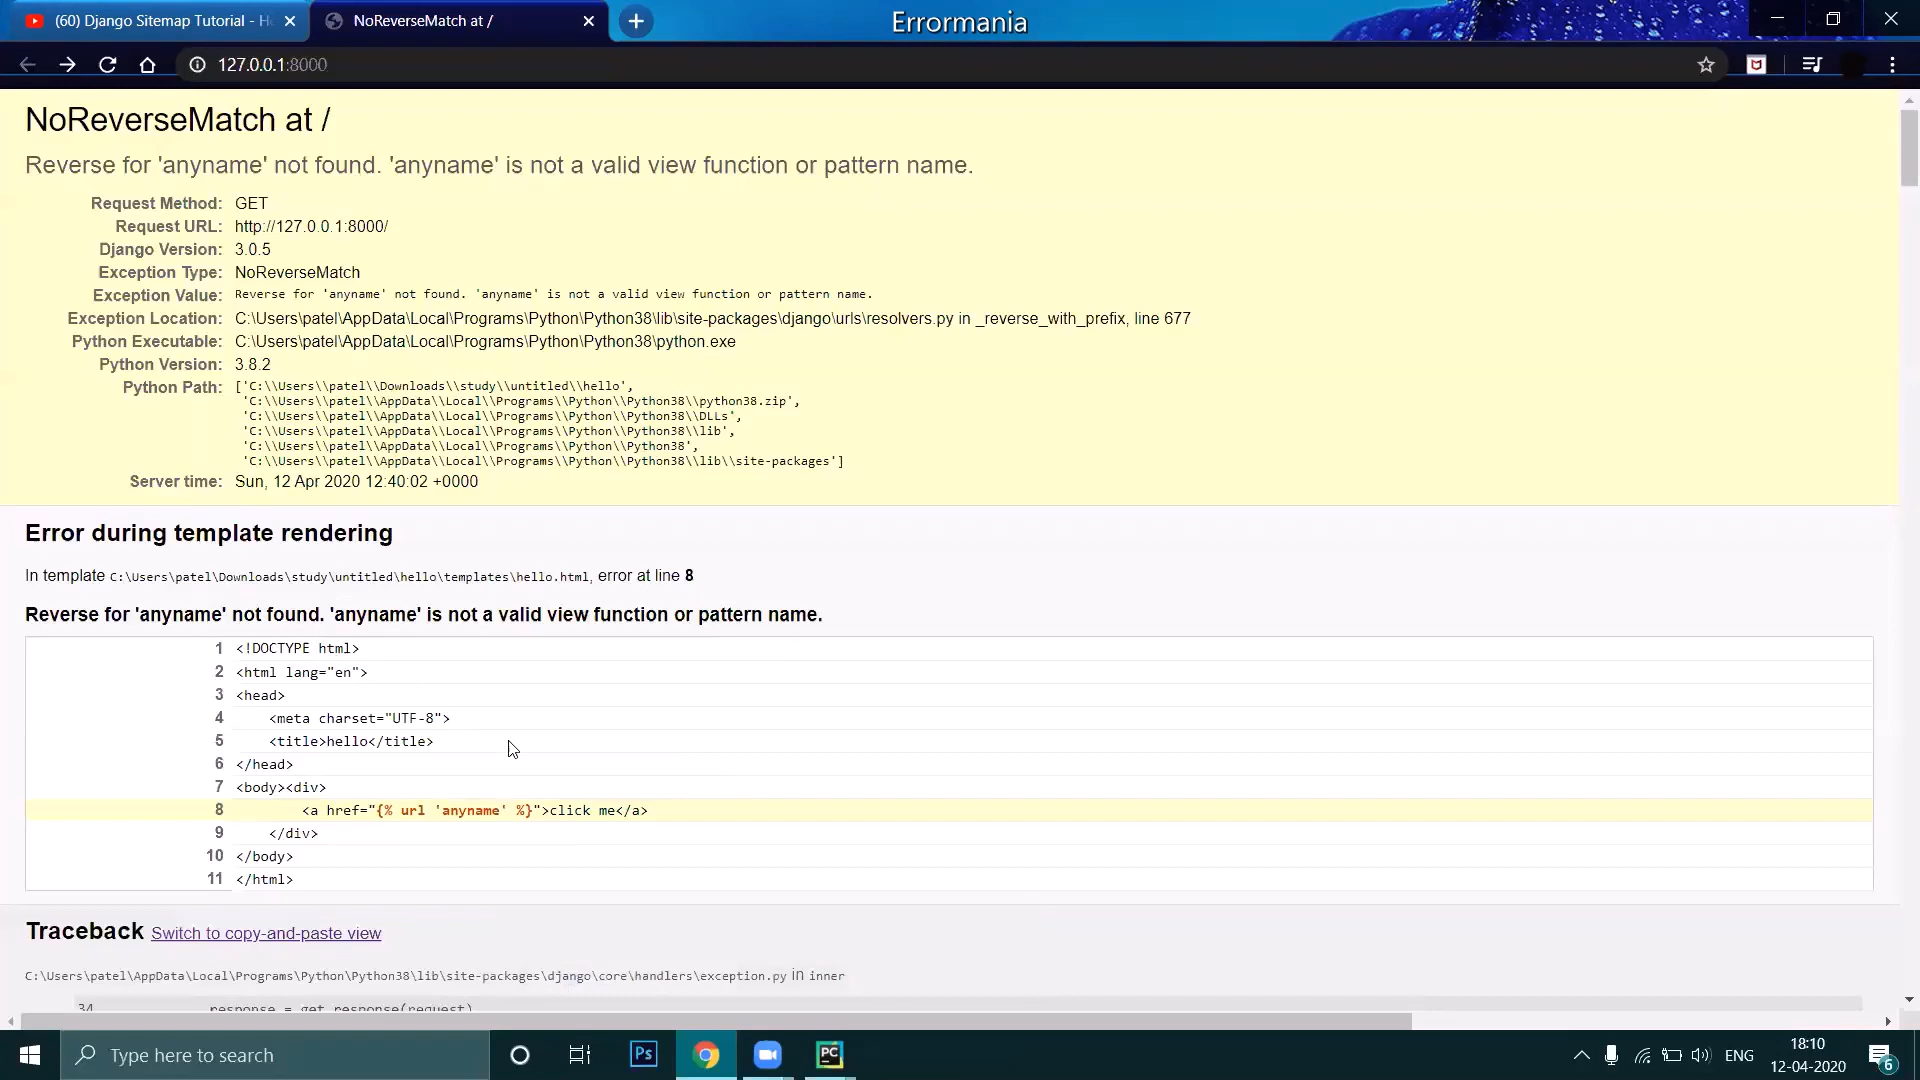 (60) Django Sitemap Tutorial - H
NoReverseMatch at /
Errormania
127.0.0.1:8000
NoReverseMatch at /
Reverse for 'anyname' not found. 'anyname' is not a valid view function or pattern name.
Request Method: GET
Request URL: http://127.0.0.1:8000/
Django Version: 3.0.5
Exception Type: NoReverseMatch
Exception Value: Reverse for 'anyname' not found. 'anyname' is not a valid view function or pattern name.
Exception Location: C:\Users\patel\AppData\Local\Programs\Python\Python38\lib\site-packages\django\urls\resolvers.py in _reverse_with_prefix, line 677
Python Executable: C:\Users\patel\AppData\Local\Programs\Python\Python38\python.exe
Python Version: 3.8.2
Python Path: ['C:\\Users\\patel\\Downloads\\study\\untitled\\hello',
'C:\\Users\\patel\\AppData\\Local\\Programs\\Python\\Python38\\python38.zip',
'C:\\Users\\patel\\AppData\\Local\\Programs\\Python\\Python38\\DLLs',
'C:\\Users\\patel\\AppData\\Local\\Programs\\Python\\Python38\\lib',
'C:\\Users\\patel\\AppData\\Local\\Programs\\Python\\Python38',
'C:\\Users\\patel\\AppData\\Local\\Programs\\Python\\Python38\\lib\\site-packages']
Server time: Sun, 12 Apr 2020 12:40:02 +0000
Error during template rendering
In template C:\Users\patel\Downloads\study\untitled\hello\templates\hello.html, error at line 8
Reverse for 'anyname' not found. 'anyname' is not a valid view function or pattern name.
1 <!DOCTYPE html>
2 <html lang="en">
3 <head>
4 <meta charset="UTF-8">
5 <title>hello</title>
6 </head>
7 <body><div>
8 <a href="{% url 'anyname' %}">click me</a>
9 </div>
10 </body>
11 </html>
Traceback Switch to copy-and-paste view
C:\Users\patel\AppData\Local\Programs\Python\Python38\lib\site-packages\django\core\handlers\exception.py in inner
34 response = get_response(request)
Type here to search
Ps
PC
ENG
18:10
12-04-2020
6